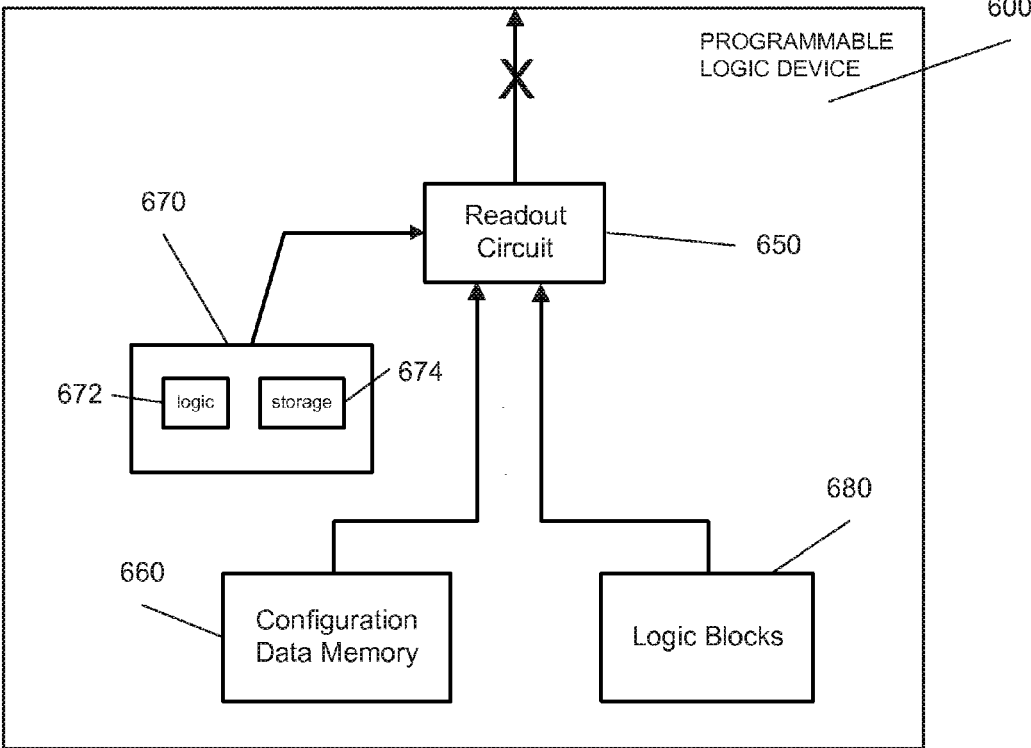 600
PROGRAMMABLE
LOGIC DEVICE
670
Readout
Circuit
650
672
logic
storage
674
680
660
Configuration
Data Memory
Logic Blocks